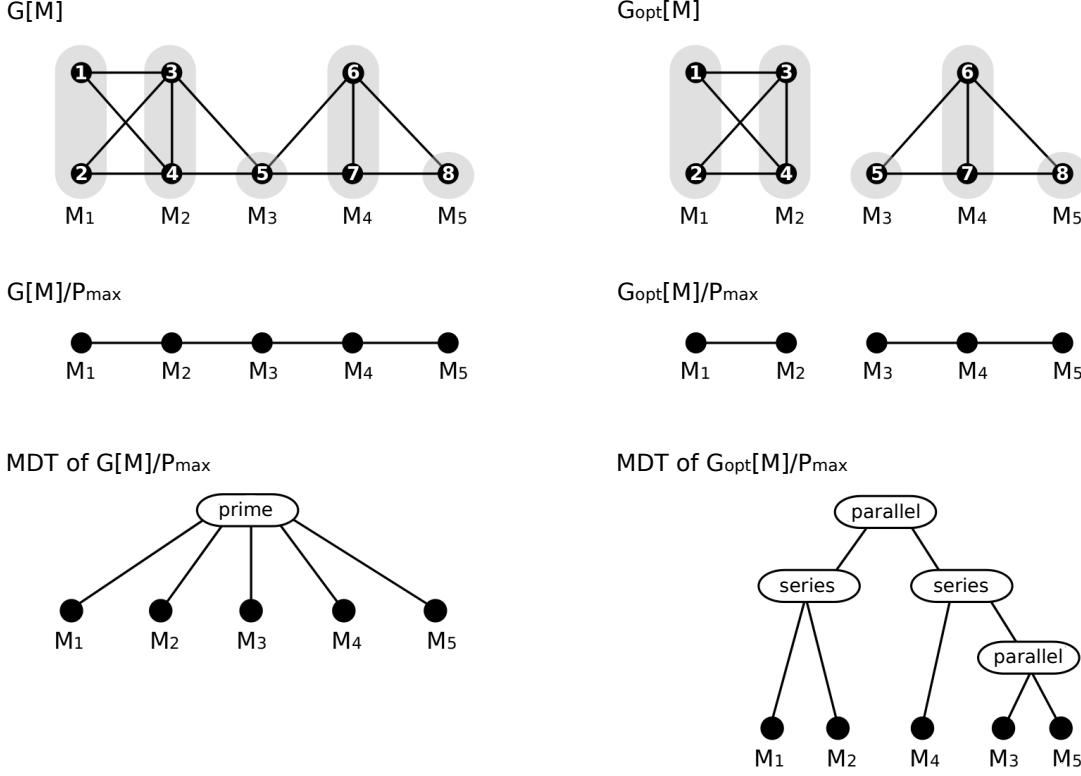 G[M]
1 3 6
2 4 5 7 8
M1 M2 M3 M4 M5
G[M]/Pmax
M1 M2 M3 M4 M5
MDT of G[M]/Pmax
prime
M1 M2 M3 M4 M5
Gopt[M]
1 3 6
2 4 5 7 8
M1 M2 M3 M4 M5
Gopt[M]/Pmax
M1 M2 M3 M4 M5
MDT of Gopt[M]/Pmax
parallel
series series
parallel
M1 M2 M4 M3 M5